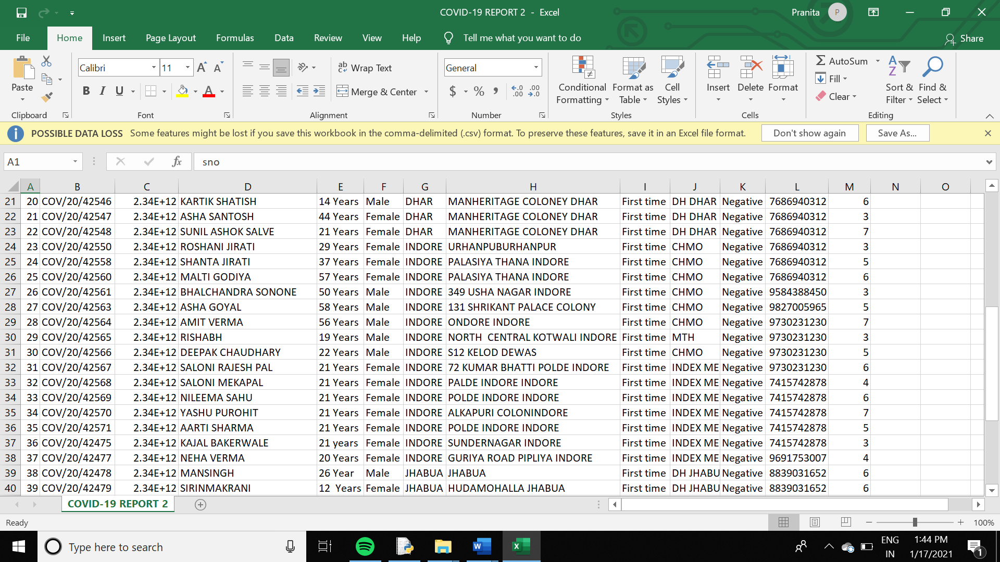 COVID-19 REPORT 2 - Excel
Pranita
P
File Home Insert Page Layout Formulas Data Review View Help Tell me what you want to do Share
Calibri 11 A A ab Wrap Text General AutoSum
Paste B I U A Merge & Center $ % , Conditional Formatting Format as Table Cell Styles Insert Delete Format Fill Clear Sort & Filter Find & Select
Clipboard Font Alignment Number Styles Cells Editing
POSSIBLE DATA LOSS Some features might be lost if you save this workbook in the comma-delimited (.csv) format. To preserve these features, save it in an Excel file format. Don't show again Save As...
A1 fx sno
A B C D E F G H I J K L M N O
21 20 COV/20/42546 2.34E+12 KARTIK SHATISH 14 Years Male DHAR MANHERITAGE COLONEY DHAR First time DH DHAR Negative 7686940312 6
22 21 COV/20/42547 2.34E+12 ASHA SANTOSH 44 Years Female DHAR MANHERITAGE COLONEY DHAR First time DH DHAR Negative 7686940312 3
23 22 COV/20/42548 2.34E+12 SUNIL ASHOK SALVE 21 Years Female DHAR MANHERITAGE COLONEY DHAR First time DH DHAR Negative 7686940312 7
24 23 COV/20/42550 2.34E+12 ROSHANI JIRATI 29 Years Female INDORE URHANPUBURHANPUR First time CHMO Negative 7686940312 3
25 24 COV/20/42558 2.34E+12 SHANTA JIRATI 37 Years Female INDORE PALASIYA THANA INDORE First time CHMO Negative 7686940312 5
26 25 COV/20/42560 2.34E+12 MALTI GODIYA 57 Years Female INDORE PALASIYA THANA INDORE First time CHMO Negative 7686940312 6
27 26 COV/20/42561 2.34E+12 BHALCHANDRA SONONE 50 Years Male INDORE 349 USHA NAGAR INDORE First time CHMO Negative 9584388450 3
28 27 COV/20/42563 2.34E+12 ASHA GOYAL 58 Years Male INDORE 131 SHRIKANT PALACE COLONY First time CHMO Negative 9827005965 5
29 28 COV/20/42564 2.34E+12 AMIT VERMA 56 Years Male INDORE ONDORE INDORE First time CHMO Negative 9730231230 7
30 29 COV/20/42565 2.34E+12 RISHABH 19 Years Male INDORE NORTH  CENTRAL KOTWALI INDORE First time MTH Negative 9730231230 3
31 30 COV/20/42566 2.34E+12 DEEPAK CHAUDHARY 22 Years Male INDORE S12 KELOD DEWAS First time CHMO Negative 9730231230 5
32 31 COV/20/42567 2.34E+12 SALONI RAJESH PAL 21 Years Female INDORE 72 KUMAR BHATTI POLDE INDORE First time INDEX ME Negative 9730231230 6
33 32 COV/20/42568 2.34E+12 SALONI MEKAPAL 21 Years Female INDORE PALDE INDORE INDORE First time INDEX ME Negative 7415742878 4
34 33 COV/20/42569 2.34E+12 NILEEMA SAHU 21 Years Female INDORE POLDE INDORE INDORE First time INDEX ME Negative 7415742878 6
35 34 COV/20/42570 2.34E+12 YASHU PUROHIT 21 Years Female INDORE ALKAPURI COLONINDORE First time INDEX ME Negative 7415742878 7
36 35 COV/20/42571 2.34E+12 AARTI SHARMA 21 Years Female INDORE POLDE INDORE INDORE First time INDEX ME Negative 7415742878 5
37 36 COV/20/42475 2.34E+12 KAJAL BAKERWALE 21 years Female INDORE SUNDERNAGAR INDORE First time INDEX ME Negative 7415742878 3
38 37 COV/20/42477 2.34E+12 NEHA VERMA 20 Years Female INDORE GURIYA ROAD PIPLIYA INDORE First time INDEX ME Negative 9691753007 4
39 38 COV/20/42478 2.34E+12 MANSINGH 26 Year Male JHABUA JHABUA First time DH JHABU Negative 8839031652 6
40 39 COV/20/42479 2.34E+12 SIRINMAKRANI 12  Years Female JHABUA HUDAMOHALLA JHABUA First time DH JHABU Negative 8839031652 6
COVID-19 REPORT 2
Ready 100%
Type here to search
ENG 1:44 PM
IN 1/17/2021
1